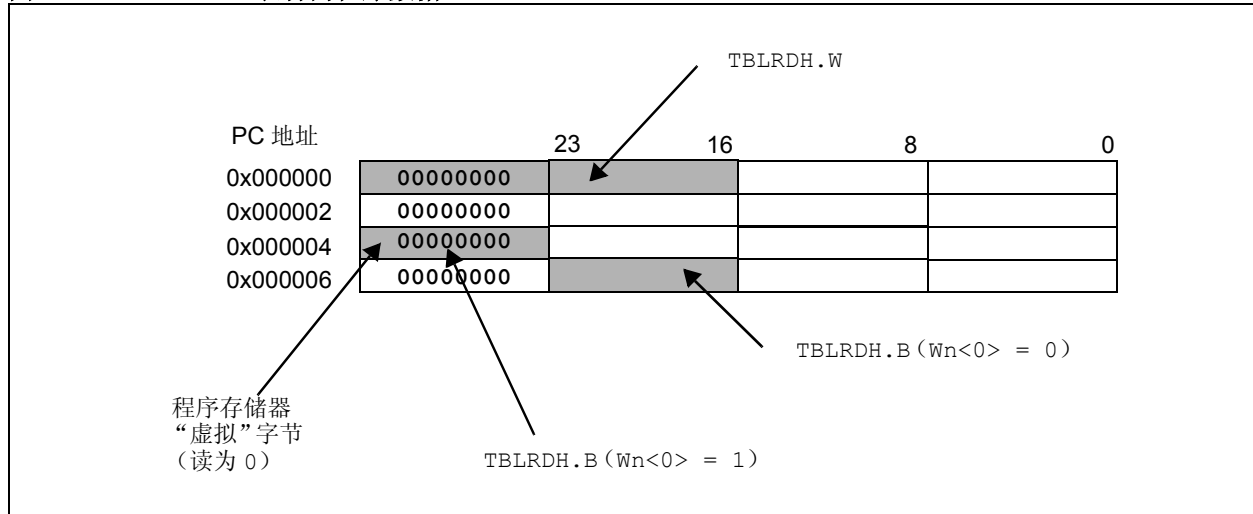 TBLRDH.W
PC 地址
23 16 8 0
0x000000 00000000
0x000002 00000000
0x000004 00000000
0x000006 00000000
TBLRDH.B(Wn<0> = 0)
程序存储器
“虚拟”字节
（读为 0）
TBLRDH.B(Wn<0> = 1)